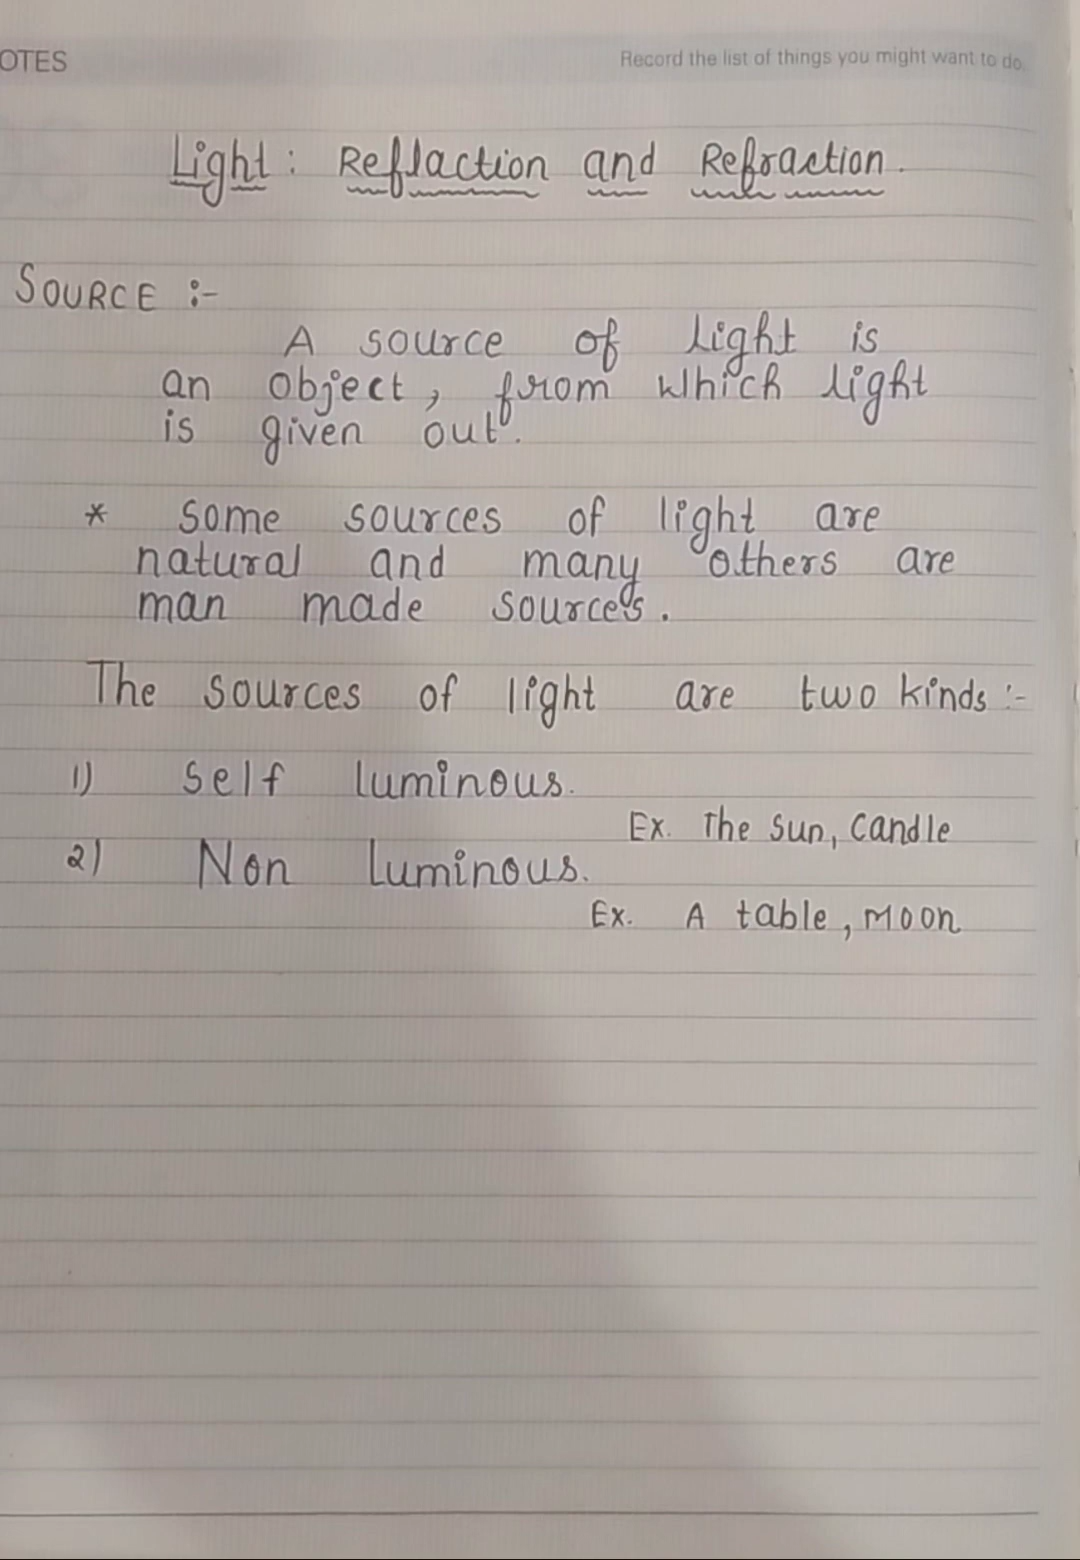 OTES
Record the list of things you might want to do.
Light : Reflaction and Refraction.
SOURCE :-
A source of light is
an object, from which light
is given out.
* Some sources of light are
natural and many others are
man made sources.
The sources of light are two kinds :-
1) Self luminous.
Ex. The Sun, Candle
2) Non Luminous.
Ex. A table, Moon